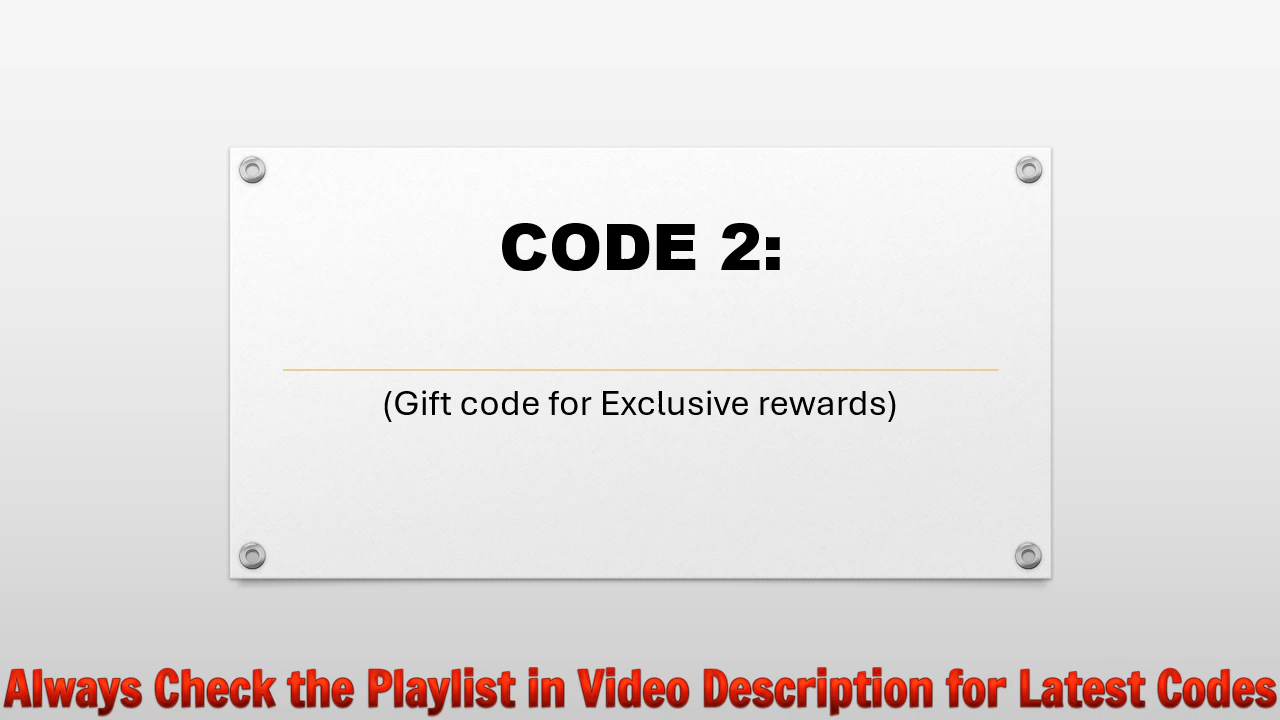 CODE 2:
(Gift code for Exclusive rewards)
Always Check the Playlist in Video Description for Latest Codes